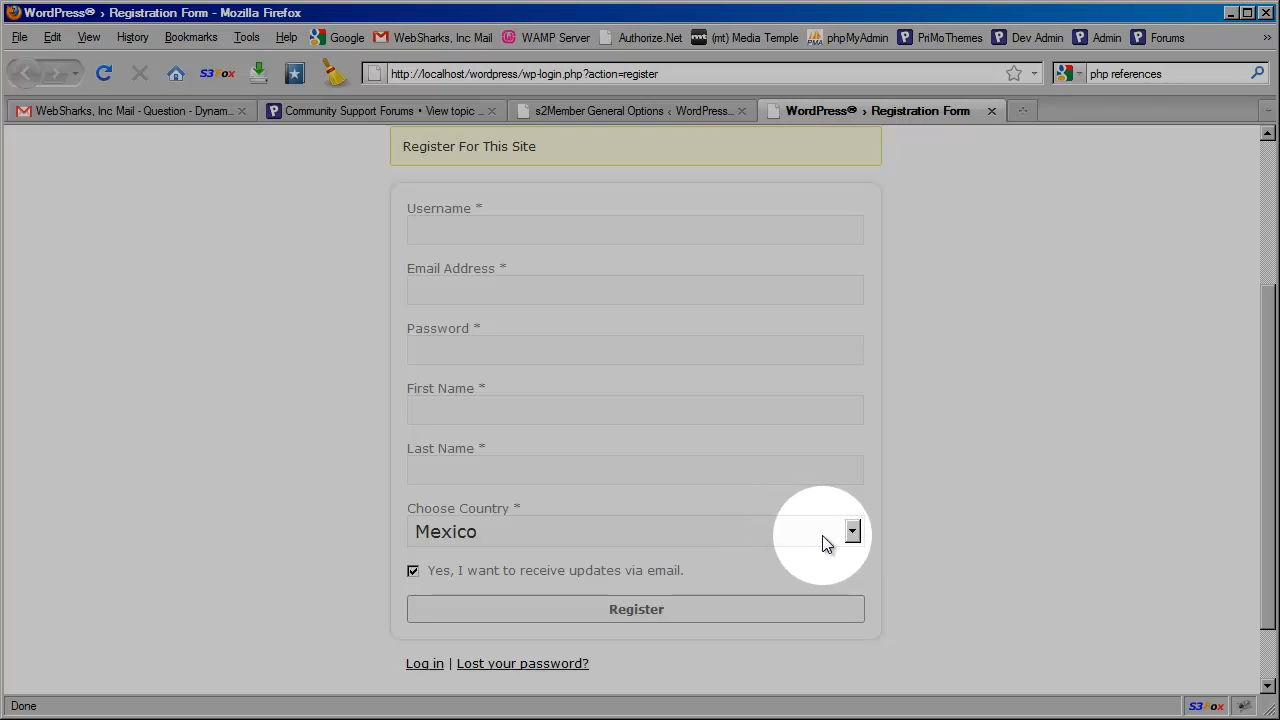 WordPress® › Registration Form - Mozilla Firefox
File Edit View History Bookmarks Tools Help Google WebSharks, Inc Mail WAMP Server Authorize.Net (mt) Media Temple phpMyAdmin PriMoThemes Dev Admin Admin Forums »
S3Fox http://localhost/wordpress/wp-login.php?action=register php references
WebSharks, Inc Mail - Question - Dynam... Community Support Forums • View topic ... s2Member General Options ‹ WordPress... WordPress® › Registration Form
Register For This Site
Username *
Email Address *
Password *
First Name *
Last Name *
Choose Country *
Mexico
Yes, I want to receive updates via email.
Register
Log in | Lost your password?
Done S3Fox